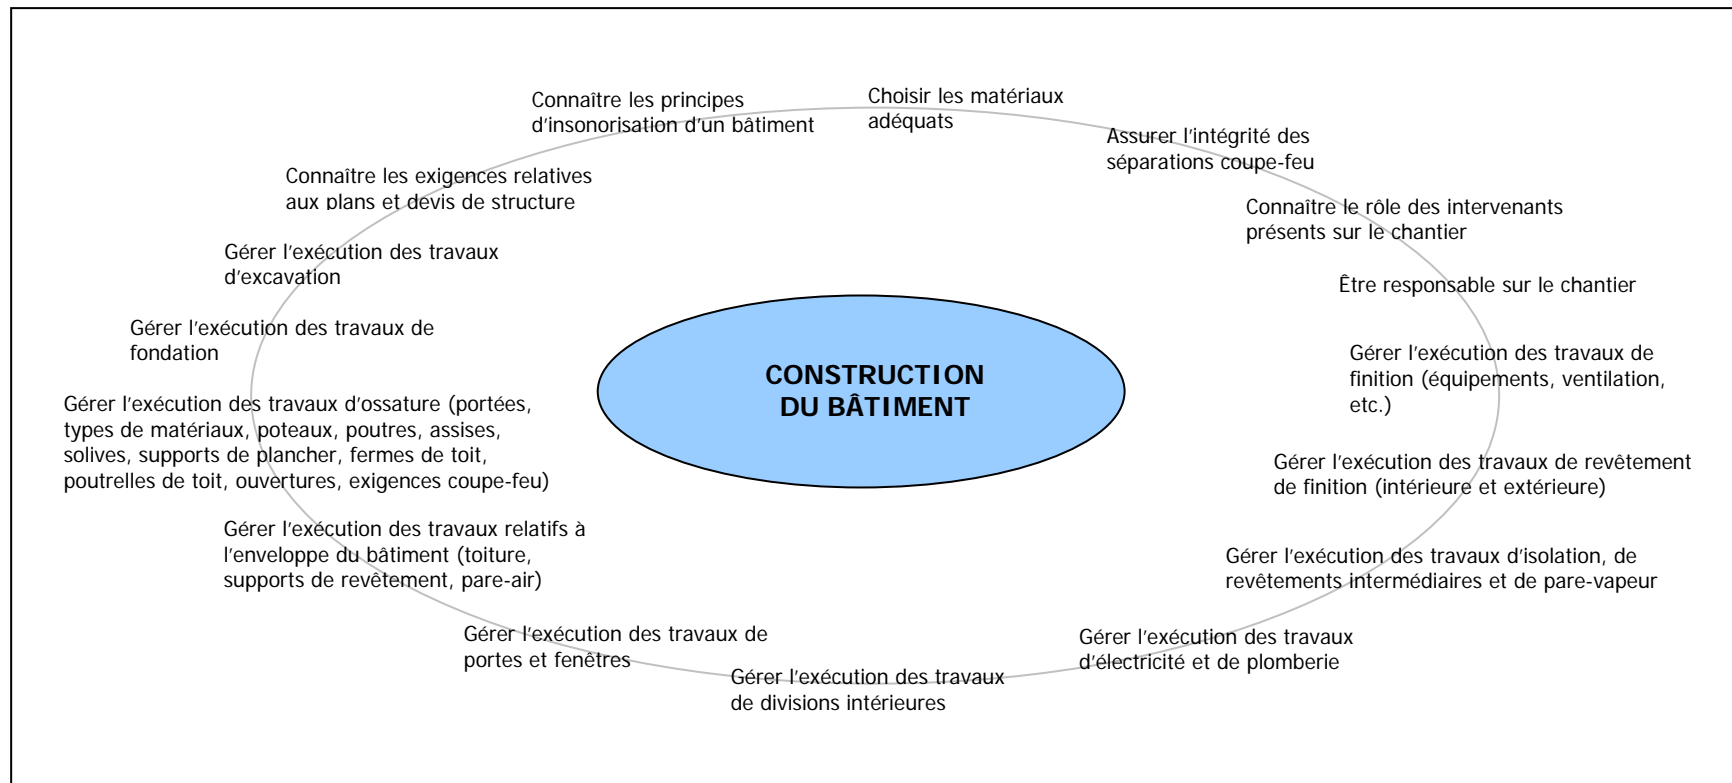 Connaître les principes
d'insonorisation d'un bâtiment
Choisir les matériaux
adéquats
Assurer l'intégrité des
séparations coupe-feu
Connaître les exigences relatives
aux plans et devis de structure
Connaître le rôle des intervenants
présents sur le chantier
Gérer l'exécution des travaux
d'excavation
Être responsable sur le chantier
Gérer l'exécution des travaux de
fondation
Gérer l'exécution des travaux de
finition (équipements, ventilation,
etc.)
CONSTRUCTION
DU BÂTIMENT
Gérer l'exécution des travaux d'ossature (portées,
types de matériaux, poteaux, poutres, assises,
solives, supports de plancher, fermes de toit,
poutrelles de toit, ouvertures, exigences coupe-feu)
Gérer l'exécution des travaux de revêtement
de finition (intérieure et extérieure)
Gérer l'exécution des travaux relatifs à
l'enveloppe du bâtiment (toiture,
supports de revêtement, pare-air)
Gérer l'exécution des travaux d'isolation, de
revêtements intermédiaires et de pare-vapeur
Gérer l'exécution des travaux de
portes et fenêtres
Gérer l'exécution des travaux
d'électricité et de plomberie
Gérer l'exécution des travaux
de divisions intérieures